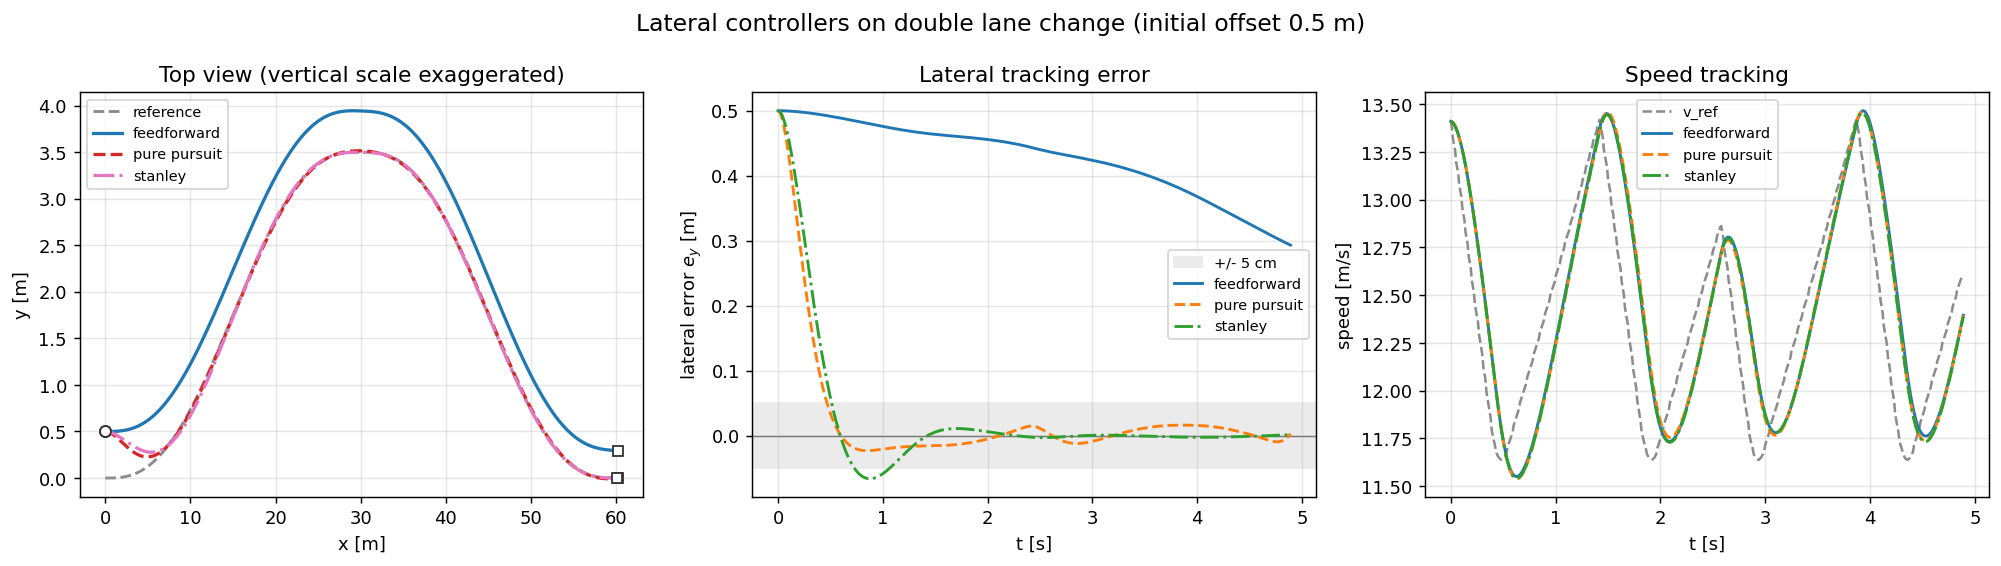 Lateral controllers on double lane change (initial offset 0.5 m)
Top view (vertical scale exaggerated)
4.0
3.5
3.0
2.5
2.0
1.5
1.0
0.5
0.0
y [m]
reference
feedforward
pure pursuit
stanley
0 10 20 30 40 50 60
x [m]
Lateral tracking error
0.5
0.4
0.3
0.2
0.1
0.0
lateral error e_y [m]
+/- 5 cm
feedforward
pure pursuit
stanley
0 1 2 3 4 5
t [s]
Speed tracking
13.50
13.25
13.00
12.75
12.50
12.25
12.00
11.75
11.50
speed [m/s]
v_ref
feedforward
pure pursuit
stanley
0 1 2 3 4 5
t [s]